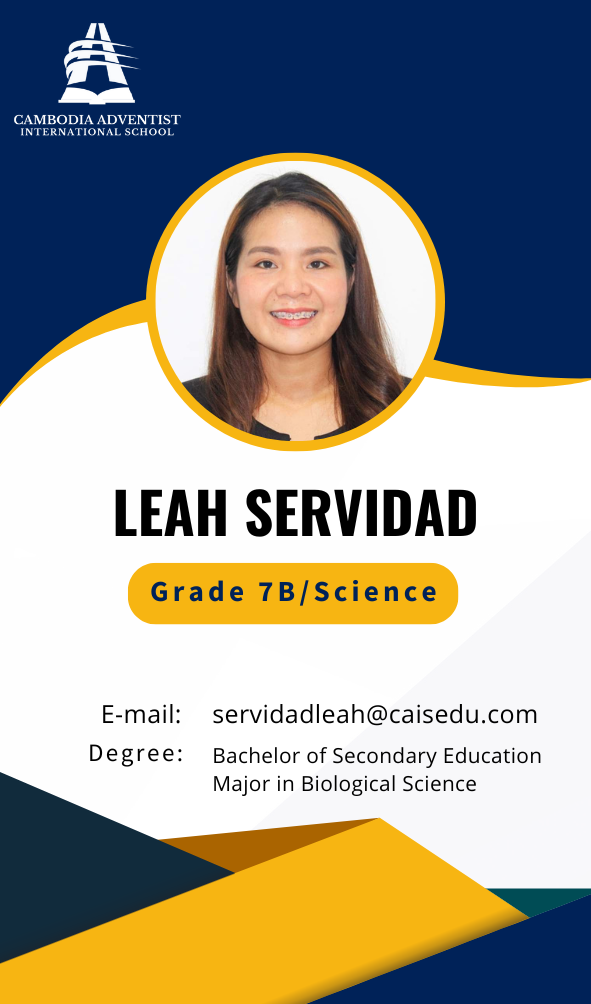 CAMBODIA ADVENTIST
INTERNATIONAL SCHOOL
LEAH SERVIDAD
Grade 7B/Science
E-mail: servidadleah@caisedu.com
Degree: Bachelor of Secondary Education
Major in Biological Science